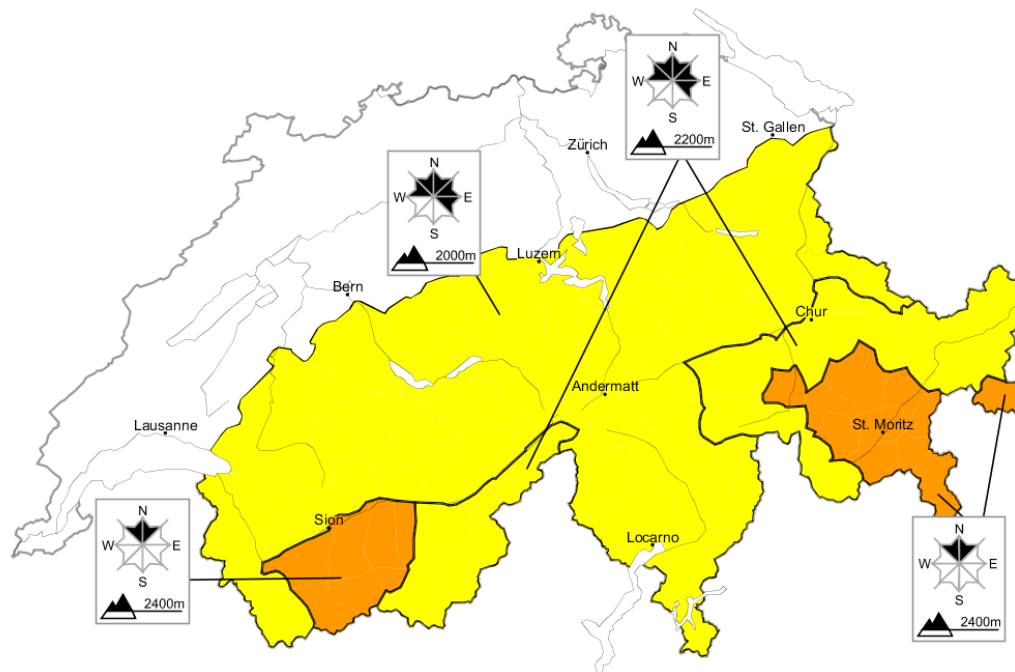 N
W E
S
2200m
St. Gallen
Zürich
N
W E
S
2000m
Luzern
Bern
Chur
Andermatt
Lausanne
St. Moritz
N
W E
S
2400m
Sion
Locarno
N
W E
S
2400m